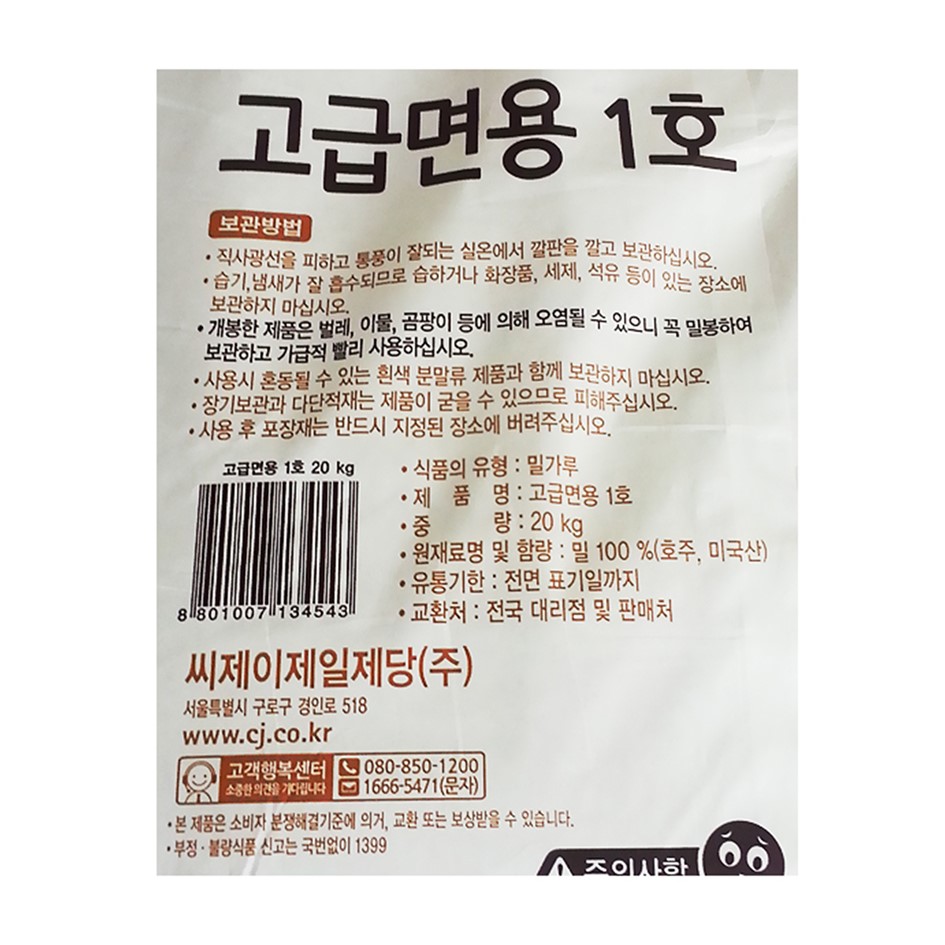 고급면용 1호
보관방법
• 직사광선을 피하고 통풍이 잘되는 실온에서 깔판을 깔고 보관하십시오.
• 습기,냄새가 잘 흡수되므로 습하거나 화장품, 세제, 석유 등이 있는 장소에
보관하지 마십시오.
• 개봉한 제품은 벌레, 이물, 곰팡이 등에 의해 오염될 수 있으니 꼭 밀봉하여
보관하고 가급적 빨리 사용하십시오.
• 사용시 혼동될 수 있는 흰색 분말류 제품과 함께 보관하지 마십시오.
• 장기보관과 다단적재는 제품이 굳을 수 있으므로 피해주십시오.
• 사용 후 포장재는 반드시 지정된 장소에 버려주십시오.
고급면용 1호 20 kg
8 801007 134543
• 식품의 유형 : 밀가루
• 제 품 명 : 고급면용 1호
• 중 량 : 20 kg
• 원재료명 및 함량 : 밀 100 %(호주, 미국산)
• 유통기한 : 전면 표기일까지
• 교환처 : 전국 대리점 및 판매처
씨제이제일제당(주)
서울특별시 구로구 경인로 518
www.cj.co.kr
고객행복센터 080-850-1200
소중한 의견을 기다립니다 1666-5471(문자)
• 본 제품은 소비자 분쟁해결기준에 의거, 교환 또는 보상받을 수 있습니다.
• 부정·불량식품 신고는 국번없이 1399
주의사항